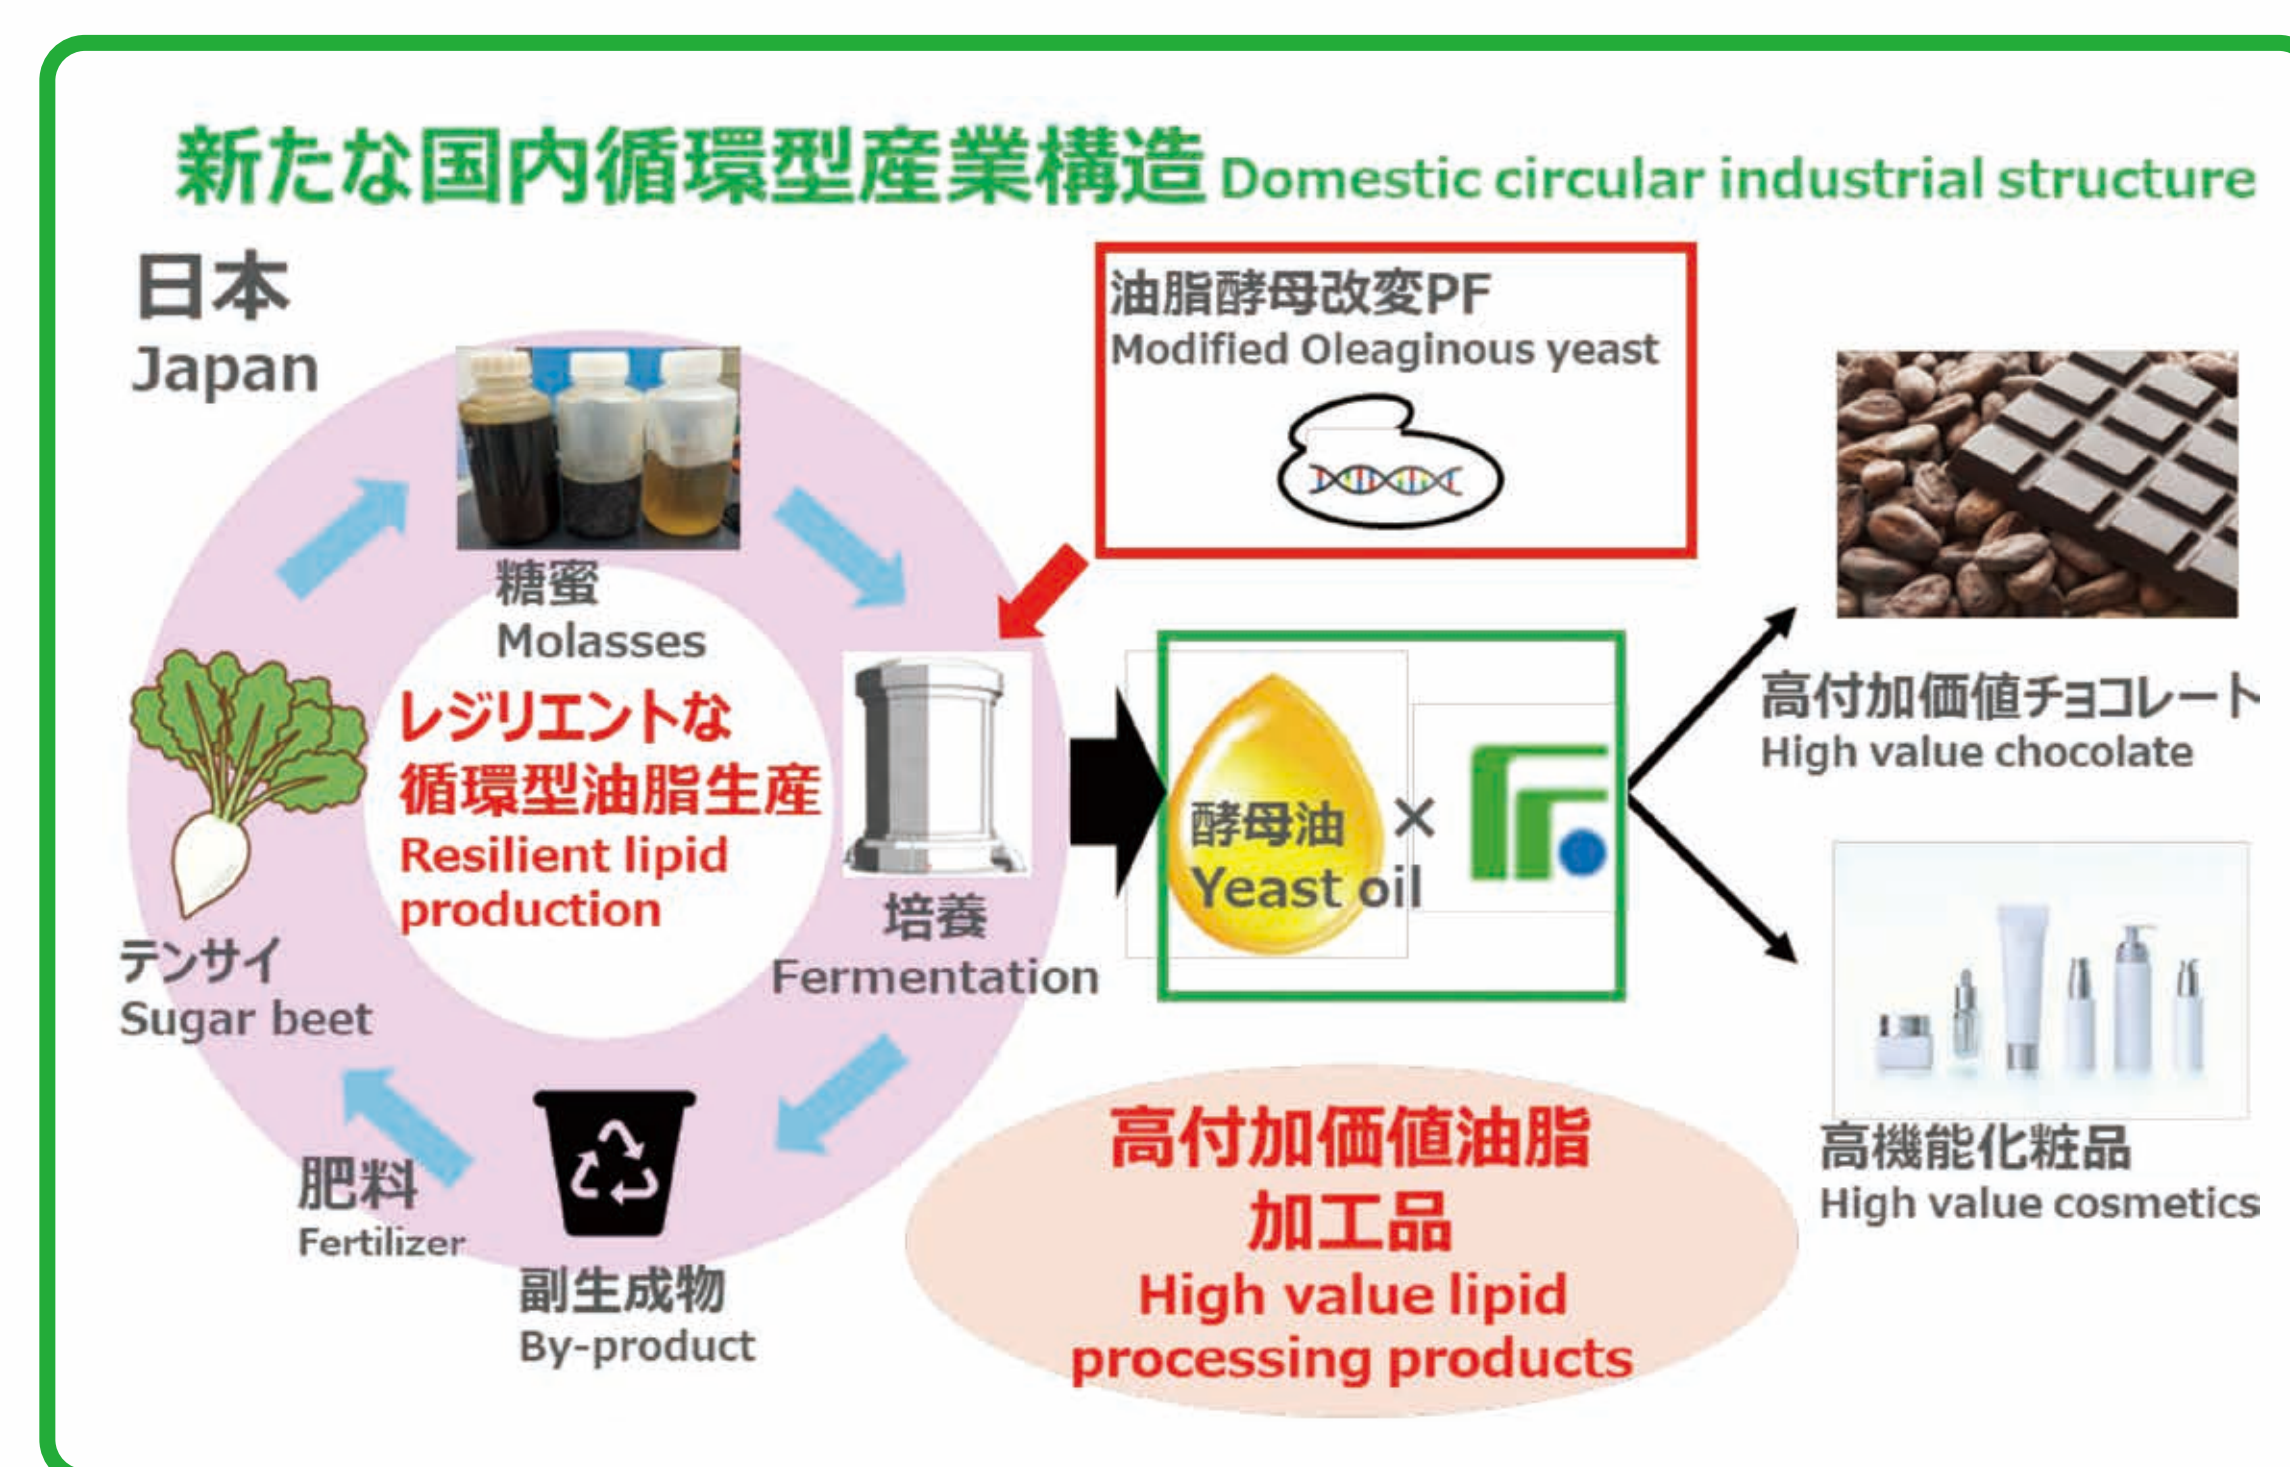 新たな国内循環型産業構造 Domestic circular industrial structure
日本
Japan
油脂酵母改変PF
Modified Oleaginous yeast
糖蜜
Molasses
レジリエントな
循環型油脂生産
Resilient lipid
production
テンサイ
Sugar beet
培養
Fermentation
肥料
Fertilizer
副生成物
By-product
酵母油 ×
Yeast oil
高付加価値チョコレート
High value chocolate
高機能化粧品
High value cosmetics
高付加価値油脂
加工品
High value lipid
processing products